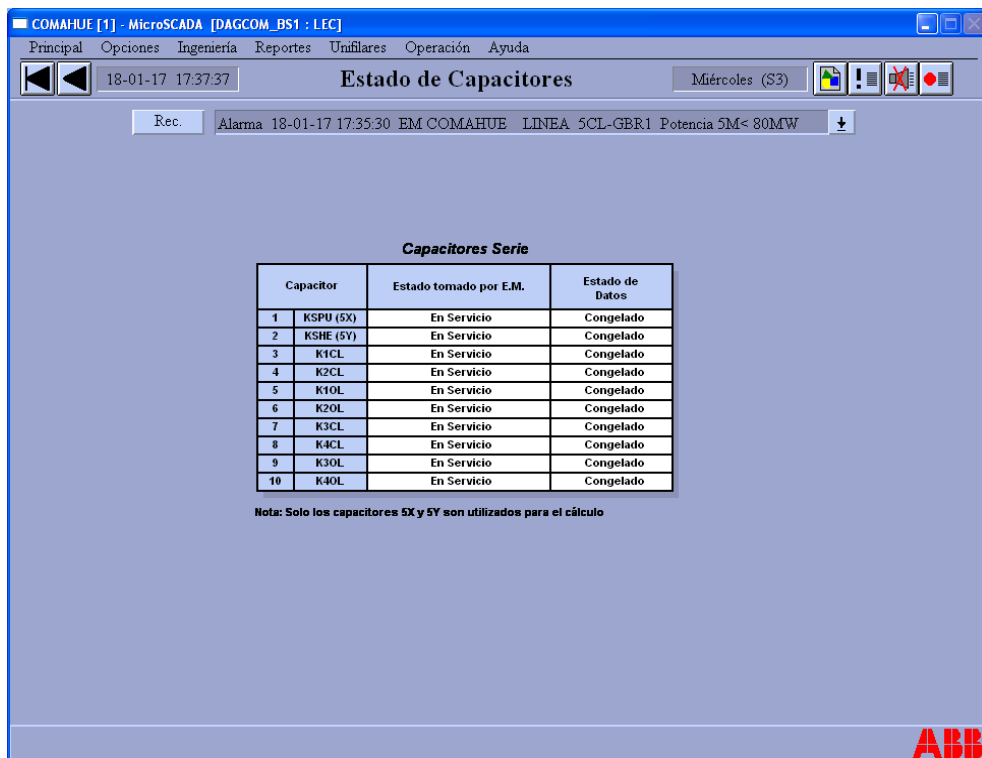 COMAHUE [1] - MicroSCADA [DAGCOM_BS1 : LEC]
Principal Opciones Ingeniería Reportes Unifilares Operación Ayuda
18-01-17 17:37:37 Estado de Capacitores Miércoles (S3)
Rec. Alarma 18-01-17 17:35:30 EM COMAHUE LINEA 5CL-GBR1 Potencia 5M< 80MW
Capacitores Serie
Capacitor Estado tomado por E.M. Estado de Datos
1 KSPU (5X) En Servicio Congelado
2 KSHE (5Y) En Servicio Congelado
3 K1CL En Servicio Congelado
4 K2CL En Servicio Congelado
5 K1OL En Servicio Congelado
6 K2OL En Servicio Congelado
7 K3CL En Servicio Congelado
8 K4CL En Servicio Congelado
9 K3OL En Servicio Congelado
10 K4OL En Servicio Congelado
Nota: Solo los capacitores 5X y 5Y son utilizados para el cálculo
ABB